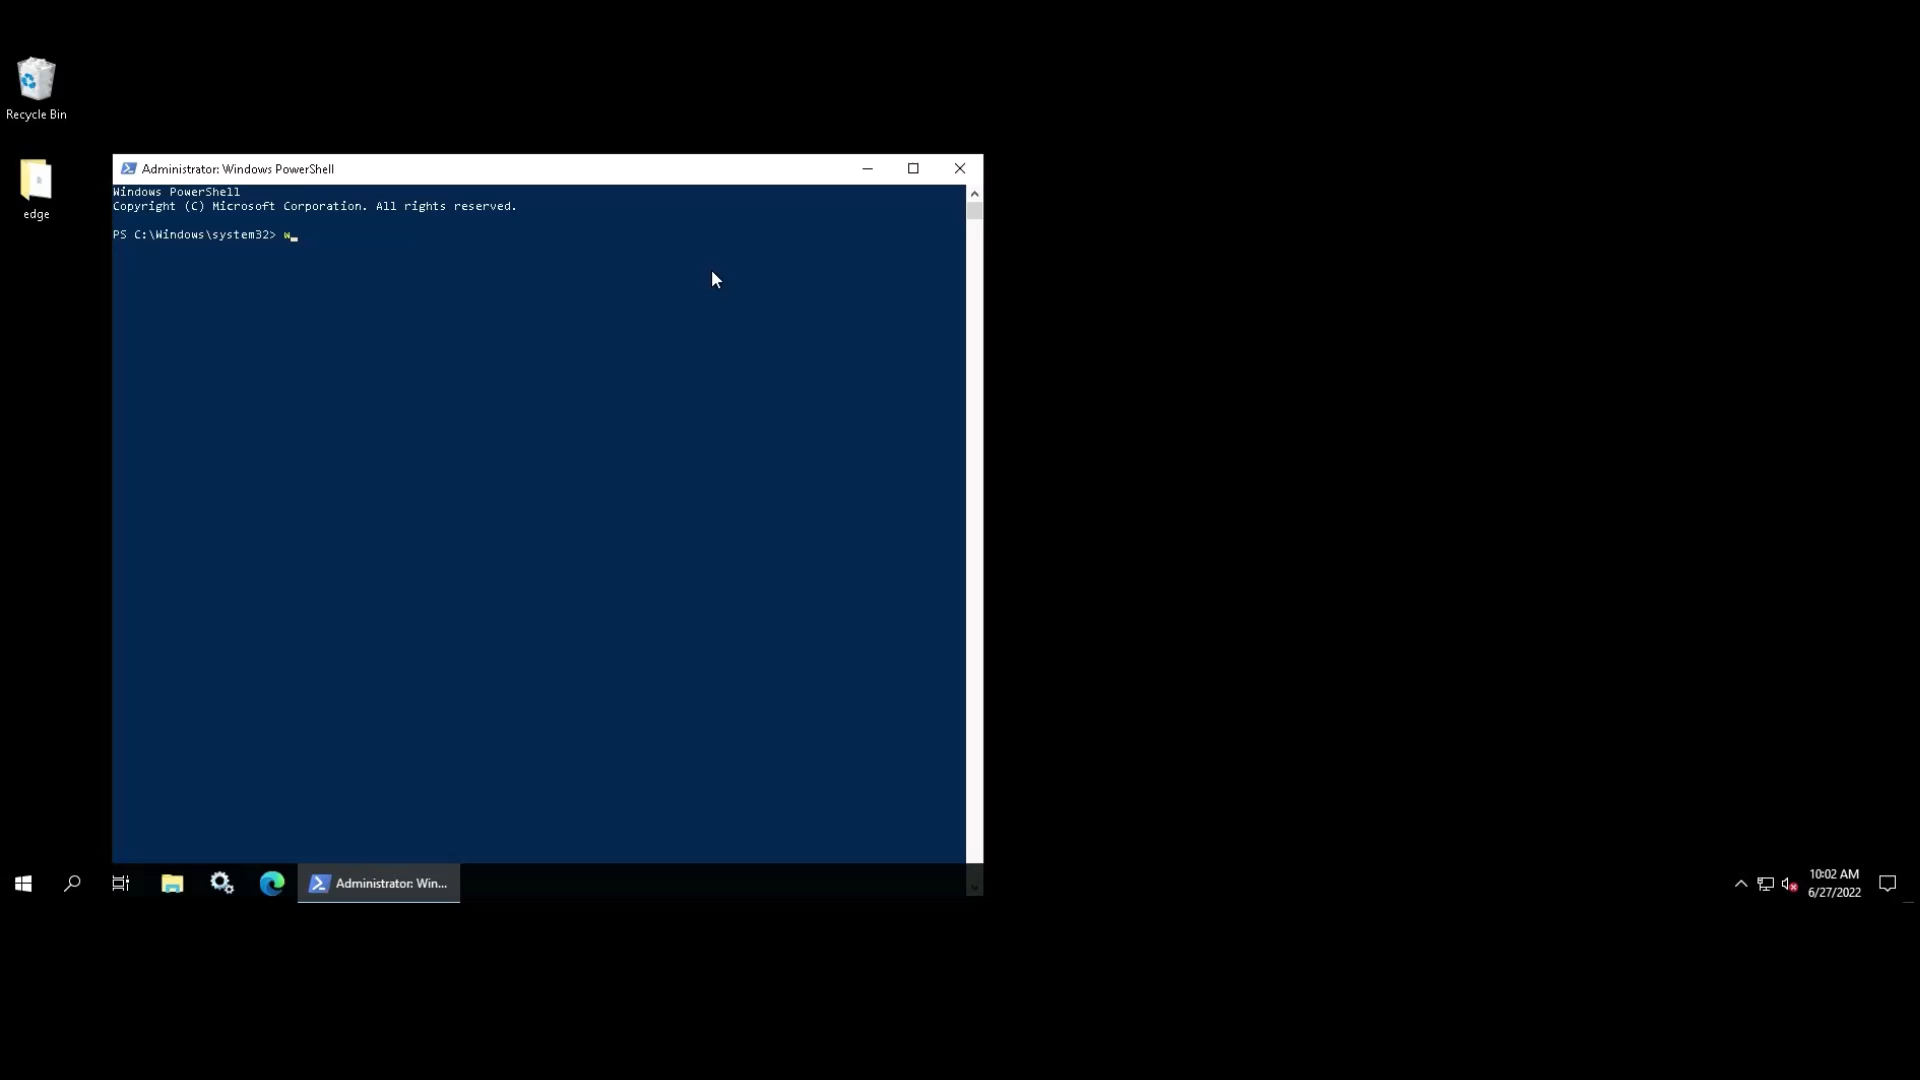 Recycle Bin
edge
Administrator: Windows PowerShell
Windows PowerShell
Copyright (C) Microsoft Corporation. All rights reserved.
PS C:\Windows\system32> w
Administrator: Win...
10:02 AM
6/27/2022